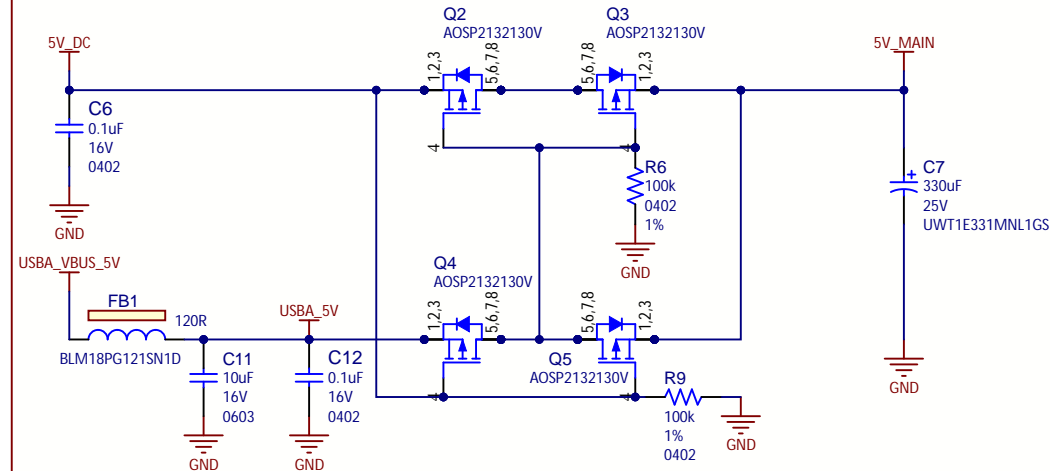 Q2
AOSP2132130V
Q3
AOSP2132130V
5V_DC
5V_MAIN
1,2,3
5,6,7,8
5,6,7,8
1,2,3
C6
0.1uF
16V
0402
GND
4
4
R6
100k
0402
1%
GND
C7
+
330uF
25V
UWT1E331MNL1GS
GND
USBA_VBUS_5V
FB1
120R
BLM18PG121SN1D
USBA_5V
C11
10uF
16V
0603
GND
C12
0.1uF
16V
0402
GND
Q4
AOSP2132130V
1,2,3
5,6,7,8
5,6,7,8
1,2,3
Q5
AOSP2132130V
4
4
R9
100k
1%
0402
GND